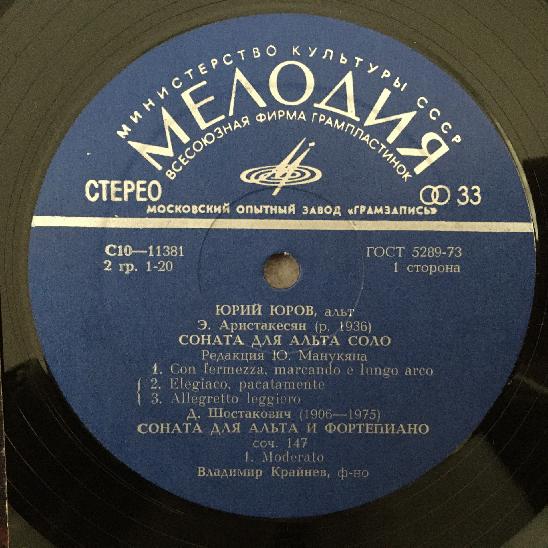 МИНИСТЕРСТВО КУЛЬТУРЫ СССР
МЕЛОДИЯ
ВСЕСОЮЗНАЯ ФИРМА ГРАМПЛАСТИНОК
СТЕРЕО
33
МОСКОВСКИЙ ОПЫТНЫЙ ЗАВОД «ГРАМЗАПИСЬ»
С10—11381 ГОСТ 5289-73
2 гр. 1-20 1 сторона
ЮРИЙ ЮРОВ, альт
Э. Аристакесян (р. 1936)
СОНАТА ДЛЯ АЛЬТА СОЛО
Редакция Ю. Манукяна
1. Con fermezza, marcando e lungo arco
2. Elegiaco, pacatamente
3. Allegretto leggiero
Д. Шостакович (1906—1975)
СОНАТА ДЛЯ АЛЬТА И ФОРТЕПИАНО
соч. 147
1. Moderato
Владимир Крайнев, ф-но